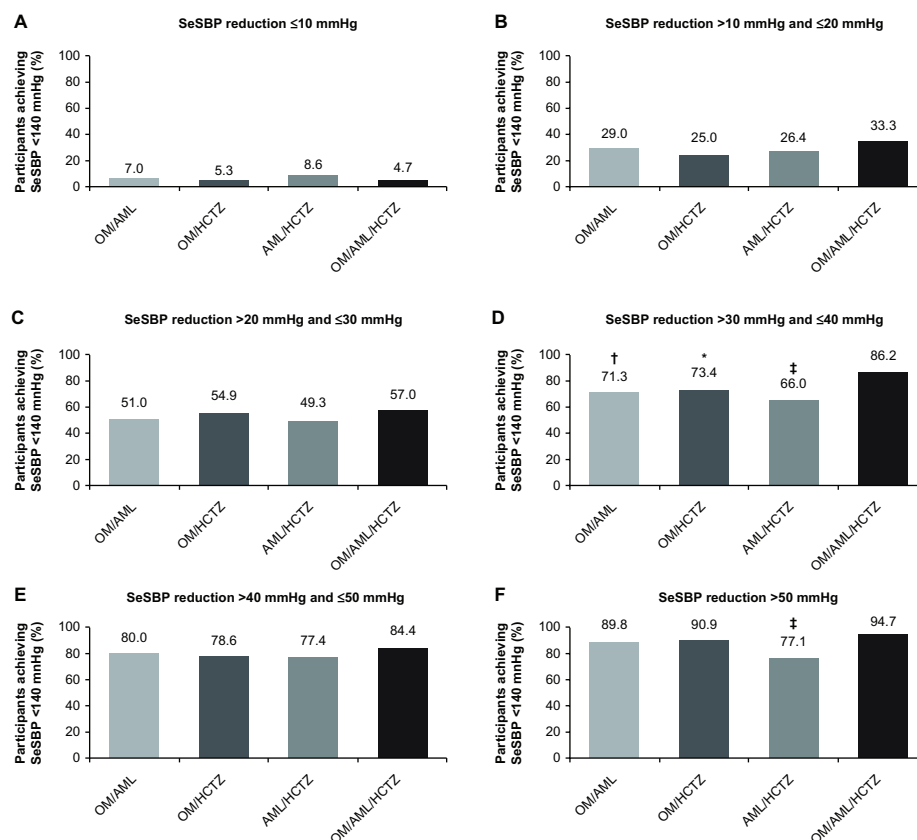 A
SeSBP reduction ≤10 mmHg
Participants achieving
SeSBP <140 mnHg (%)
100
80
60
40
20
0
7.0
5.3
8.6
4.7
OM/AML
OM/HCTZ
AML/HCTZ
OM/AML/HCTZ
B
SeSBP reduction >10 mmHg and ≤20 mmHg
Participants achieving
SeSBP <140 mnHg (%)
100
80
60
40
20
0
29.0
25.0
26.4
33.3
OM/AML
OM/HCTZ
AML/HCTZ
OM/AML/HCTZ
C
SeSBP reduction >20 mmHg and ≤30 mmHg
Participants achieving
SeSBP <140 mnHg (%)
100
80
60
40
20
0
51.0
54.9
49.3
57.0
OM/AML
OM/HCTZ
AML/HCTZ
OM/AML/HCTZ
D
SeSBP reduction >30 mmHg and ≤40 mmHg
Participants achieving
SeSBP <140 mnHg (%)
100
80
60
40
20
0
†
71.3
*
73.4
‡
66.0
86.2
OM/AML
OM/HCTZ
AML/HCTZ
OM/AML/HCTZ
E
SeSBP reduction >40 mmHg and ≤50 mmHg
Participants achieving
SeSBP <140 mnHg (%)
100
80
60
40
20
0
80.0
78.6
77.4
84.4
OM/AML
OM/HCTZ
AML/HCTZ
OM/AML/HCTZ
F
SeSBP reduction >50 mmHg
Participants achieving
SeSBP <140 mnHg (%)
100
80
60
40
20
0
89.8
90.9
‡
77.1
94.7
OM/AML
OM/HCTZ
AML/HCTZ
OM/AML/HCTZ